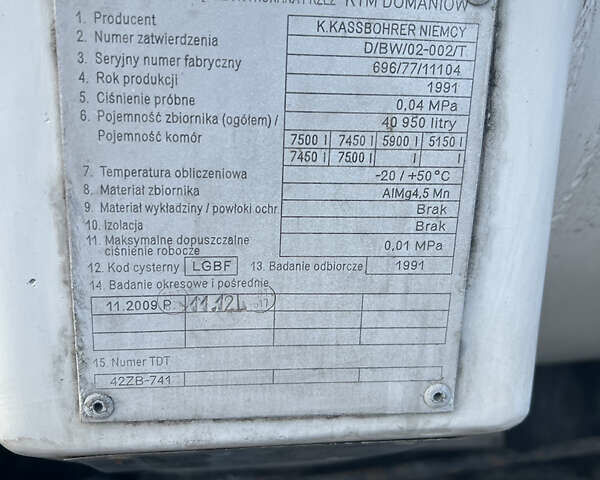 PRZEZ RTM DOMANIÓW
1. Producent K.KASSBOHRER NIEMCY
2. Numer zatwierdzenia D/BW/02-002/T
3. Seryjny numer fabryczny 696/77/11104
4. Rok produkcji 1991
5. Ciśnienie próbne 0,04 MPa
6. Pojemność zbiornika (ogółem) / 40 950 litry
Pojemność komór 7500 l 7450 l 5900 l 5150 l
7450 l 7500 l l l
7. Temperatura obliczeniowa -20 / +50°C
8. Materiał zbiornika AlMg4,5 Mn
9. Materiał wykładziny / powłoki ochr. Brak
10. Izolacja Brak
11. Maksymalne dopuszczalne
ciśnienie robocze 0,01 MPa
12. Kod cysterny LGBF 13. Badanie odbiorcze 1991
14. Badania okresowe i pośrednie
11.2009 P 11.12L
15. Numer TDT
42ZB-741